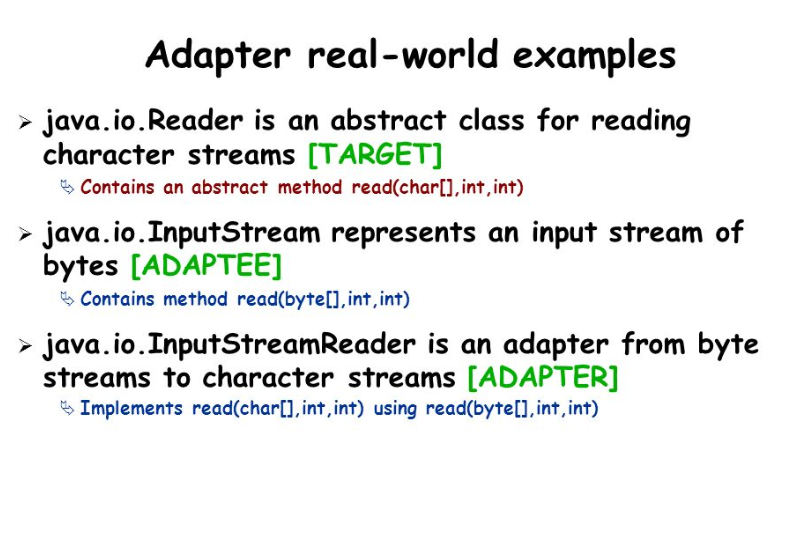 Adapter real-world examples
java.io.Reader is an abstract class for reading
character streams [TARGET]
Contains an abstract method read(char[],int,int)
java.io.InputStream represents an input stream of
bytes [ADAPTEE]
Contains method read(byte[],int,int)
java.io.InputStreamReader is an adapter from byte
streams to character streams [ADAPTER]
Implements read(char[],int,int) using read(byte[],int,int)